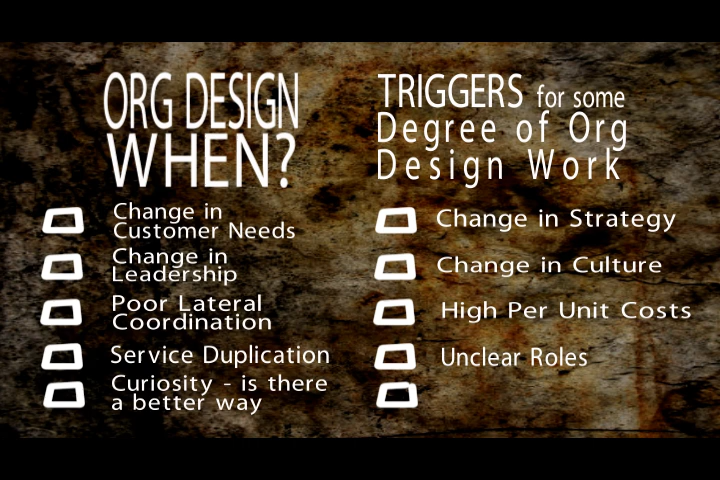 ORG DESIGN
WHEN?
Change in
Customer Needs
Change in
Leadership
Poor Lateral
Coordination
Service Duplication
Curiosity - is there
a better way
TRIGGERS for some
Degree of Org
Design Work
Change in Strategy
Change in Culture
High Per Unit Costs
Unclear Roles